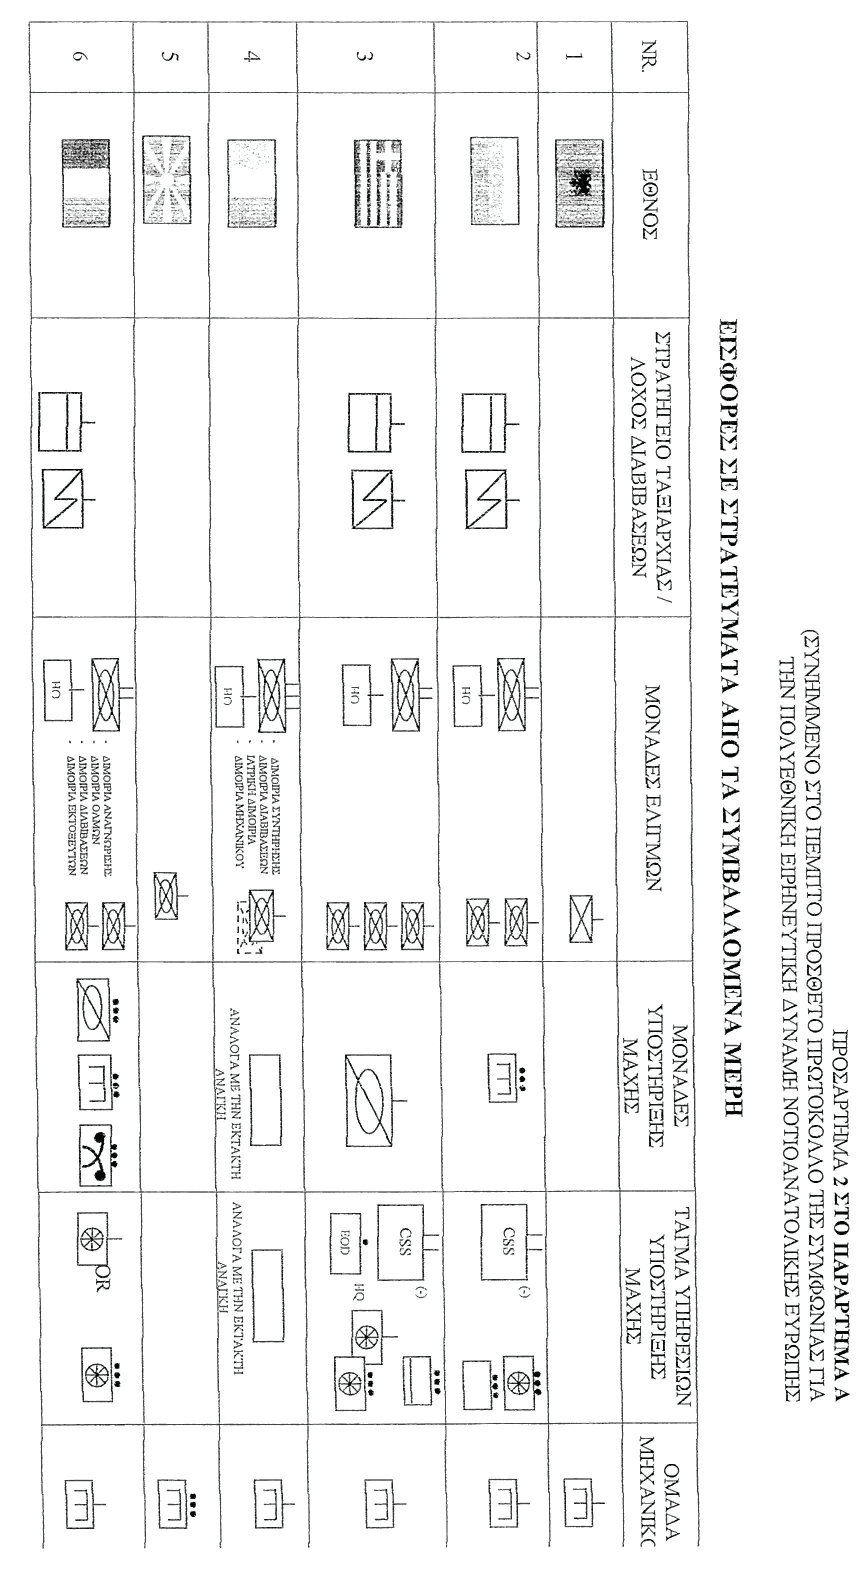 ΠΡΟΣΑΡΤΗΜΑ 2 ΣΤΟ ΠΑΡΑΡΤΗΜΑ Α
(ΣΥΝΗΜΜΕΝΟ ΣΤΟ ΠΕΜΠΤΟ ΠΡΟΣΘΕΤΟ ΠΡΩΤΟΚΟΛΛΟ ΤΗΣ ΣΥΜΦΩΝΙΑΣ ΓΙΑ
ΤΗΝ ΠΟΛΥΕΘΝΙΚΗ ΕΙΡΗΝΕΥΤΙΚΗ ΔΥΝΑΜΗ ΝΟΤΙΟΑΝΑΤΟΛΙΚΗΣ ΕΥΡΩΠΗΣ
ΕΙΣΦΟΡΕΣ ΣΕ ΣΤΡΑΤΕΥΜΑΤΑ ΑΠΟ ΤΑ ΣΥΜΒΑΛΛΟΜΕΝΑ ΜΕΡΗ
NR.
ΕΘΝΟΣ
ΣΤΡΑΤΗΓΕΙΟ ΤΑΞΙΑΡΧΙΑΣ /
ΛΟΧΟΣ ΔΙΑΒΙΒΑΣΕΩΝ
ΜΟΝΑΔΕΣ ΕΛΙΓΜΩΝ
ΜΟΝΑΔΕΣ
ΥΠΟΣΤΗΡΙΞΗΣ
ΜΑΧΗΣ
ΤΑΓΜΑ ΥΠΗΡΕΣΙΩΝ
ΥΠΟΣΤΗΡΙΞΗΣ
ΜΑΧΗΣ
ΟΜΑΔΑ
ΜΗΧΑΝΙΚΟ
1
2
HQ
CSS
(-)
3
HQ
CSS
(-)
EOD
HQ
4
HQ
- ΔΙΜΟΙΡΙΑ ΣΥΝΤΗΡΗΣΗΣ
- ΔΙΜΟΙΡΙΑ ΔΙΑΒΙΒΑΣΕΩΝ
- ΙΑΤΡΙΚΗ ΔΙΜΟΙΡΙΑ
- ΔΙΜΟΙΡΙΑ ΜΗΧΑΝΙΚΟΥ
ΑΝΑΛΟΓΑ ΜΕ ΤΗΝ ΕΚΤΑΚΤΗ
ΑΝΑΓΚΗ
ΑΝΑΛΟΓΑ ΜΕ ΤΗΝ ΕΚΤΑΚΤΗ
ΑΝΑΓΚΗ
5
6
HQ
- ΔΙΜΟΙΡΙΑ ΑΝΑΓΝΩΡΙΣΗΣ
- ΔΙΜΟΙΡΙΑ ΟΛΜΩΝ
- ΔΙΜΟΙΡΙΑ ΔΙΑΒΙΒΑΣΕΩΝ
- ΔΙΜΟΙΡΙΑ ΕΚΤΟΞΕΥΤΩΝ
OR